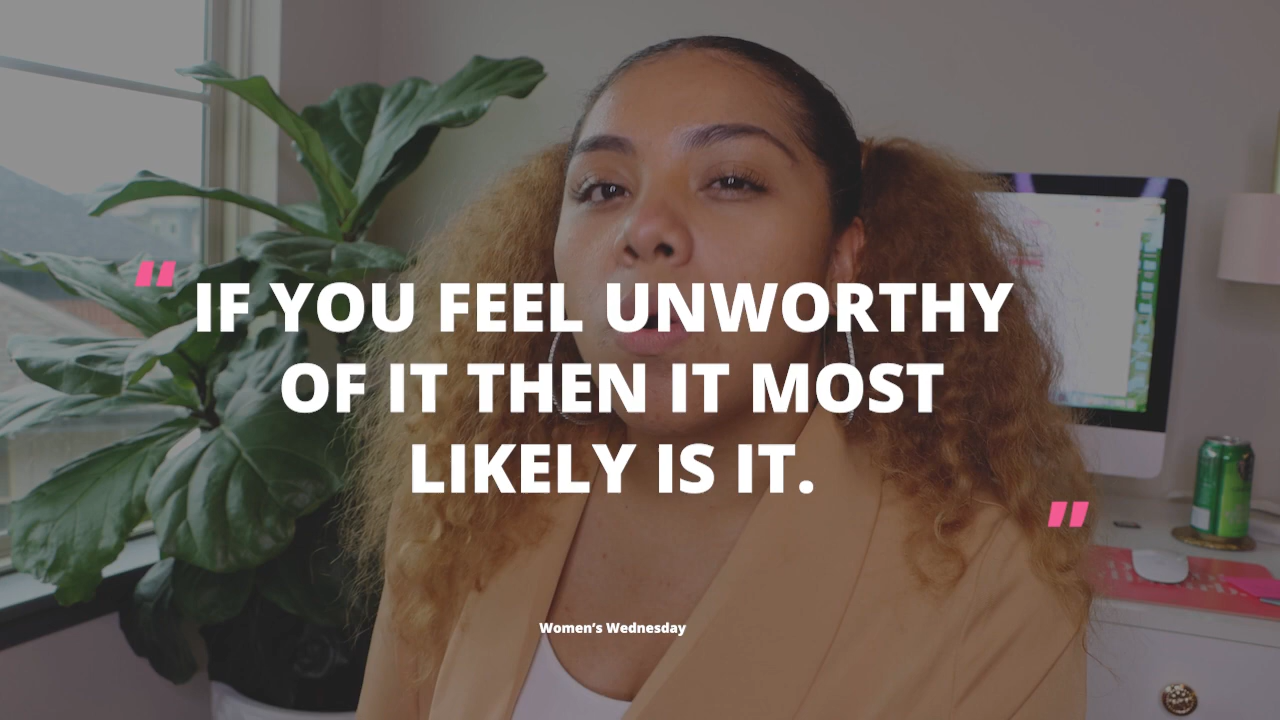 " IF YOU FEEL UNWORTHY
OF IT THEN IT MOST
LIKELY IS IT.
"
Women's Wednesday